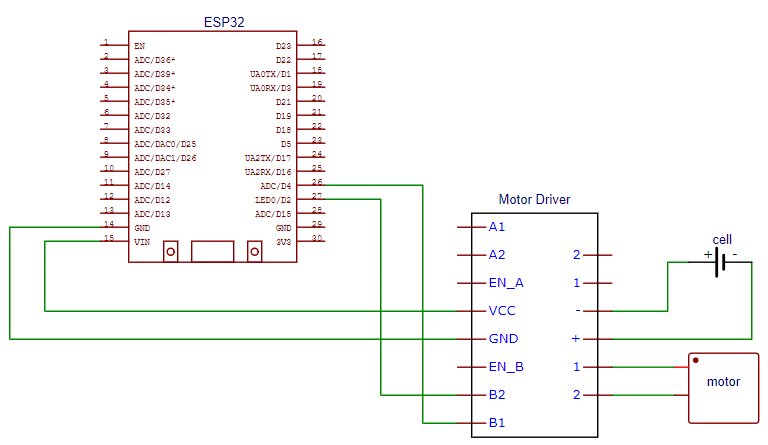 ESP32
1 EN D23 16
2 ADC/D36* D22 17
3 ADC/D39* UA0TX/D1 18
4 ADC/D34* UA0RX/D3 19
5 ADC/D35* D21 20
6 ADC/D32 D19 21
7 ADC/D33 D18 22
8 ADC/DAC0/D25 D5 23
9 ADC/DAC1/D26 UA2TX/D17 24
10 ADC/D27 UA2RX/D16 25
11 ADC/D14 ADC/D4 26
12 ADC/D12 LED0/D2 27
13 ADC/D13 ADC/D15 28
14 GND GND 29
15 VIN 3V3 30
Motor Driver
A1
A2 2
EN_A 1
VCC -
GND +
EN_B 1
B2 2
B1
cell
+ -
motor